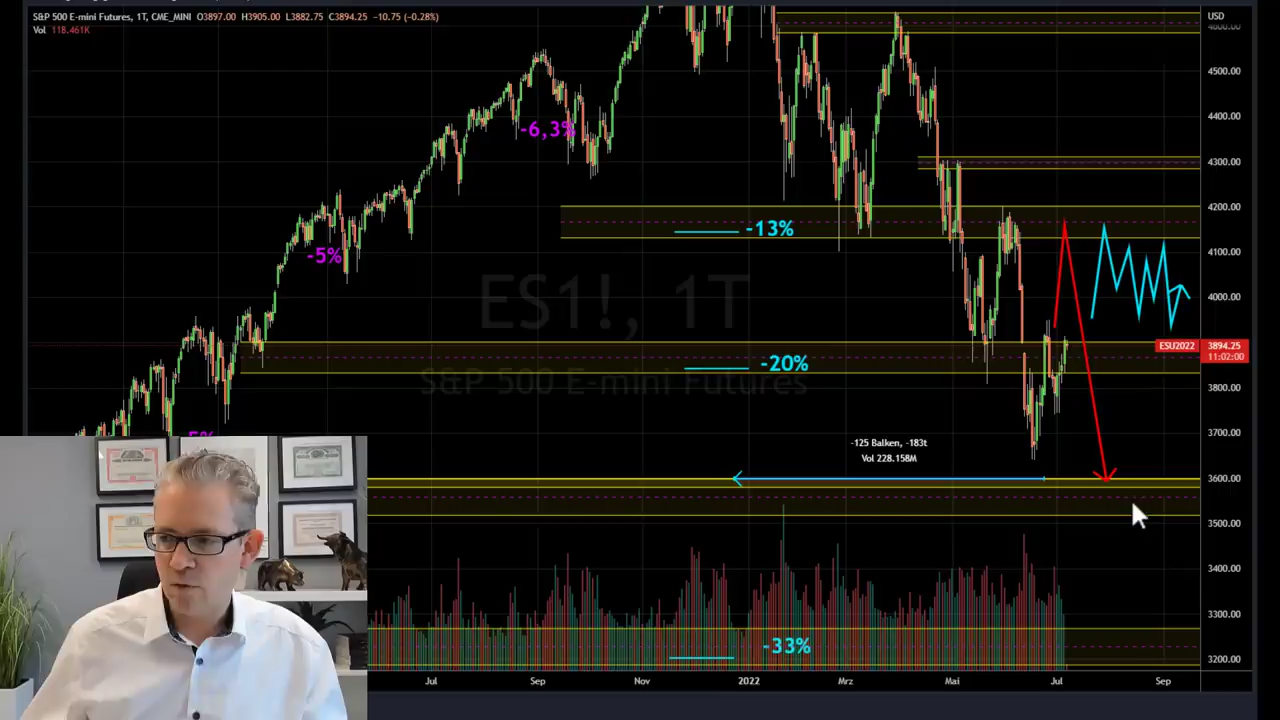 S&P 500 E-mini Futures, 1T, CME_MINI O3897.00 H3905.00 L3882.75 C3894.25 -10.75 (-0.28%)
Vol 118.461K
USD
4500.00
4400.00
4300.00
4200.00
4100.00
4000.00
ESU2022 3894.25
11:02:00
3800.00
3700.00
3600.00
3500.00
3400.00
3300.00
3200.00
-6,3%
-13%
-5%
ES1!, 1T
-20%
S&P 500 E-mini Futures
-125 Balken, -183t
Vol 228.158M
-33%
Jul Sep Nov 2022 Mrz Mai Jul Sep